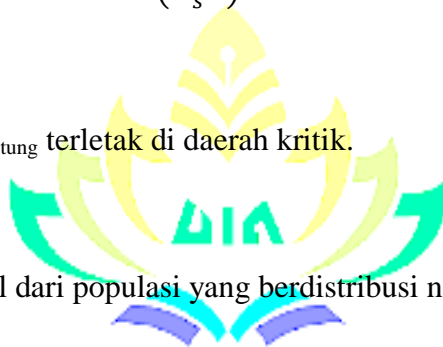 ( s )
tung terletak di daerah kritik.
l dari populasi yang berdistribusi n